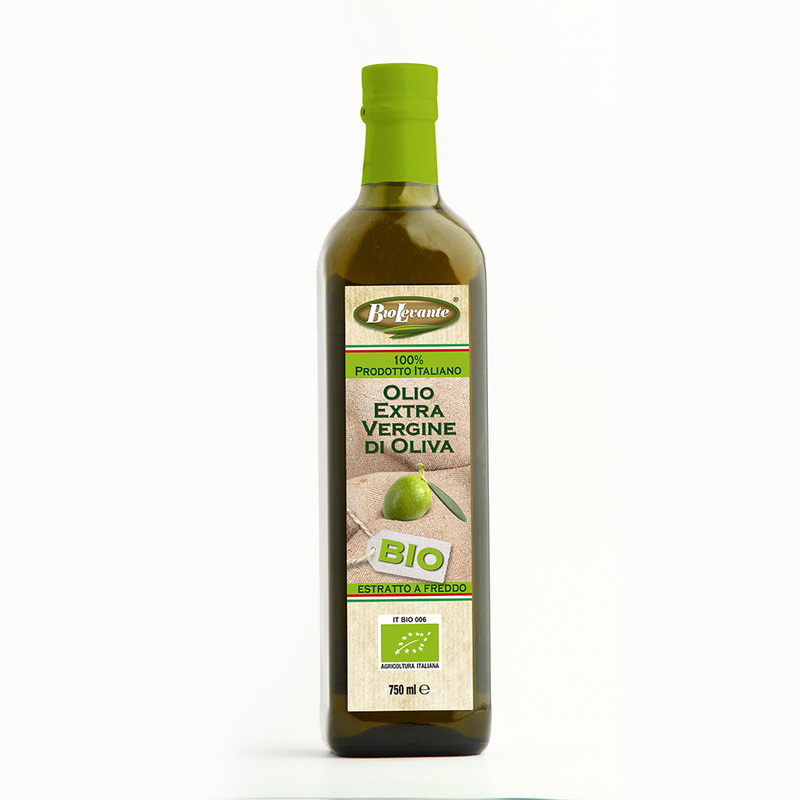 BioLevante®
100%
PRODOTTO ITALIANO
OLIO
EXTRA
VERGINE
DI OLIVA
BIO
ESTRATTO A FREDDO
IT BIO 006
AGRICOLTURA ITALIANA
750 ml ℮